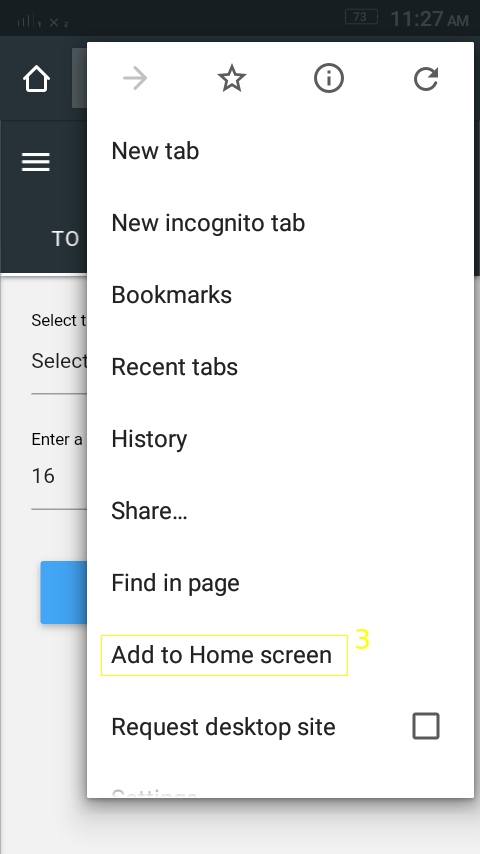 73 11:27 AM
New tab
TO
New incognito tab
Bookmarks
Select t
Select
Recent tabs
Enter a
History
16
Share...
Find in page
Add to Home screen 3
Request desktop site
Settings